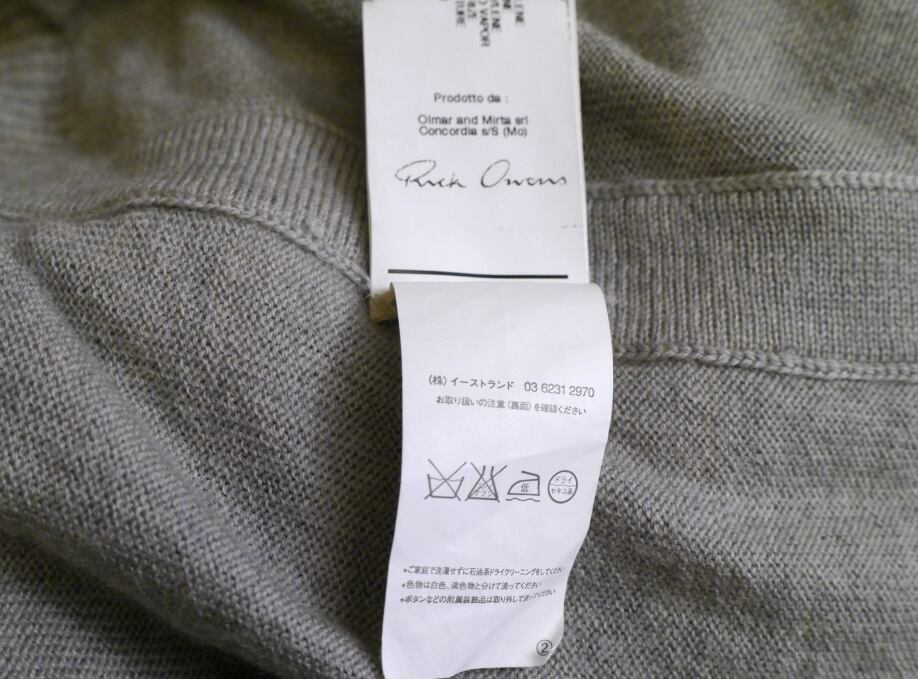 Prodotto da :
Olmar and Mirta srl
Concordia s/S (Mo)
Rick Owens
(株) イーストランド 03 6231 2970
お取り扱いの注意 (裏面) を確認ください
低
ドライ
セキユ系
+ご家庭で洗濯せずに石油系ドライクリーニングをしてください
+色物は白色、淡色物と分けて洗ってください
+ボタンなどの附属装飾品は取り外して洗ってください
②